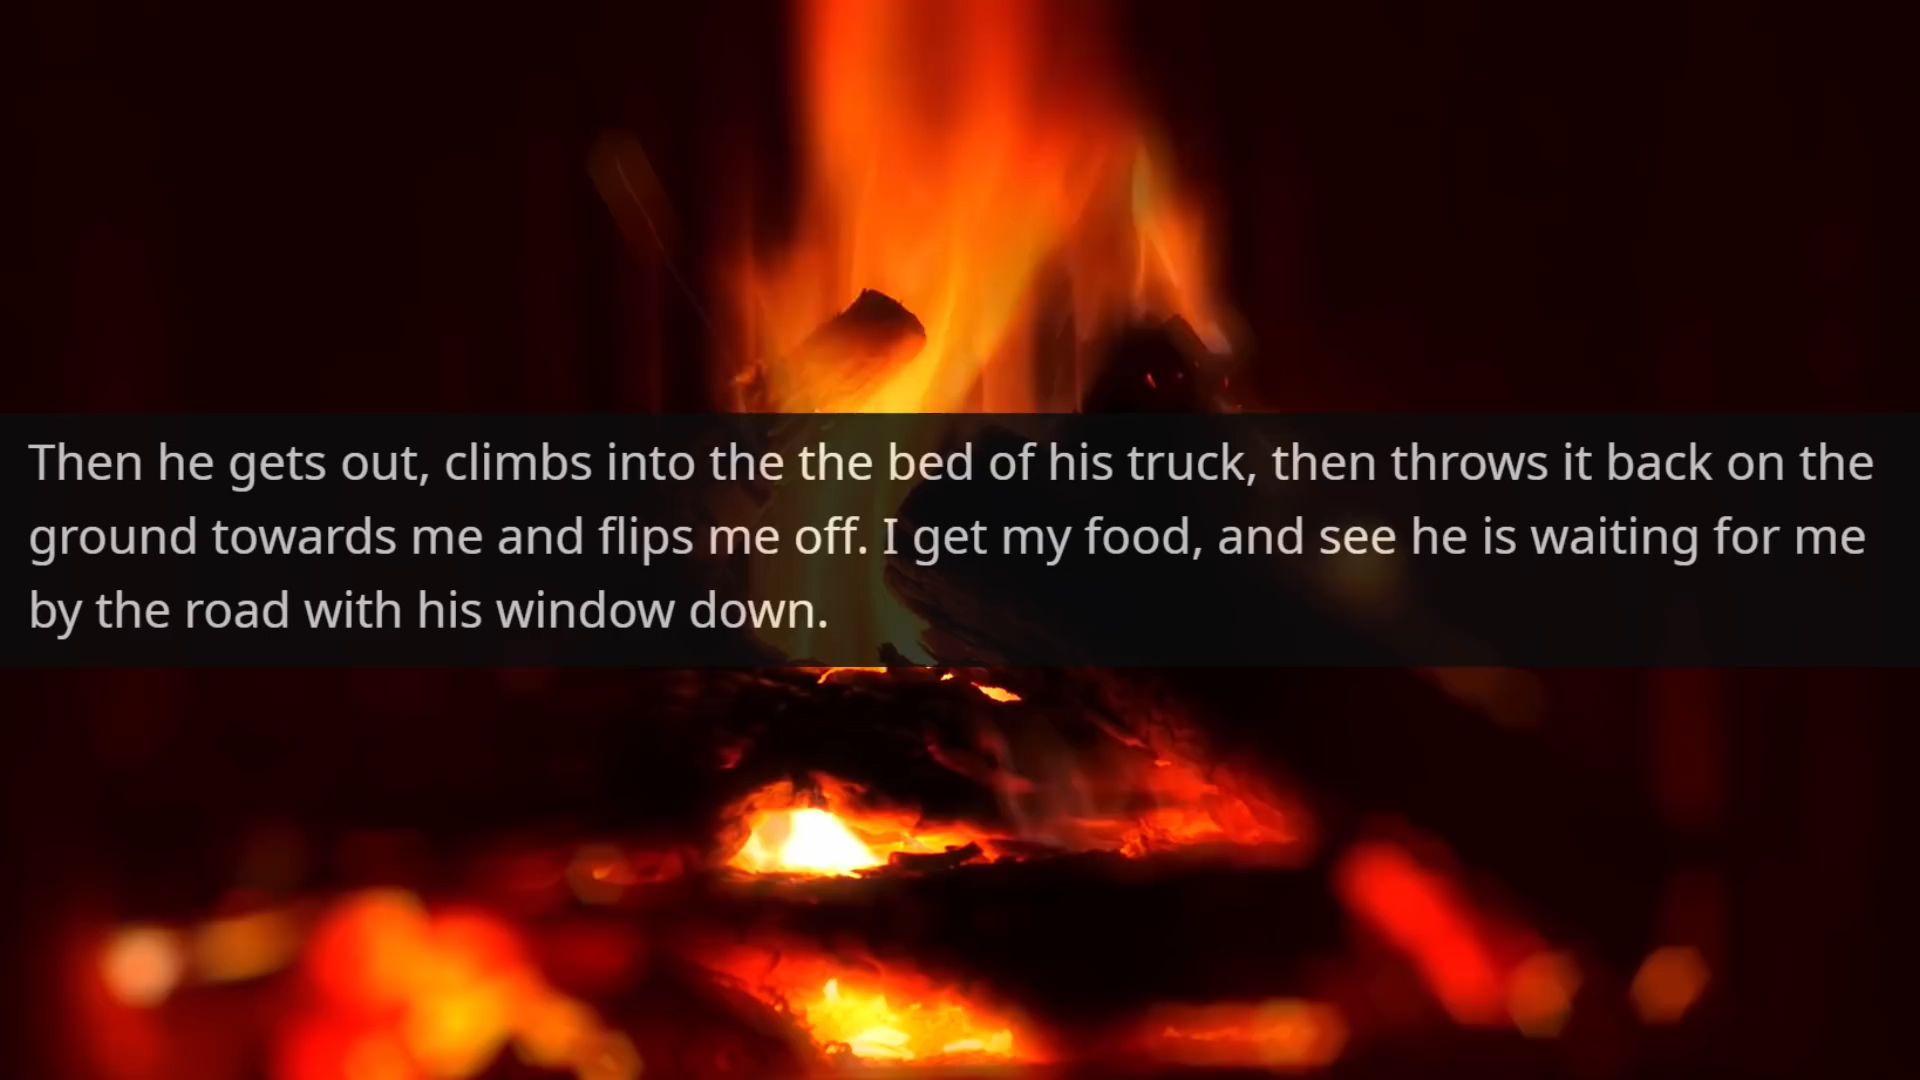 Then he gets out, climbs into the the bed of his truck, then throws it back on the
ground towards me and flips me off. I get my food, and see he is waiting for me
by the road with his window down.